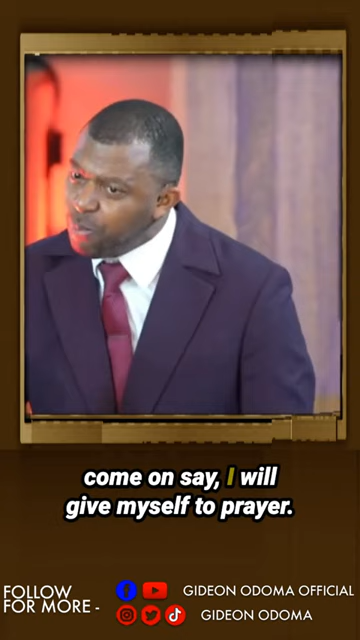 come on say, I will
give myself to prayer.
FOLLOW
FOR MORE -
GIDEON ODOMA OFFICIAL
GIDEON ODOMA